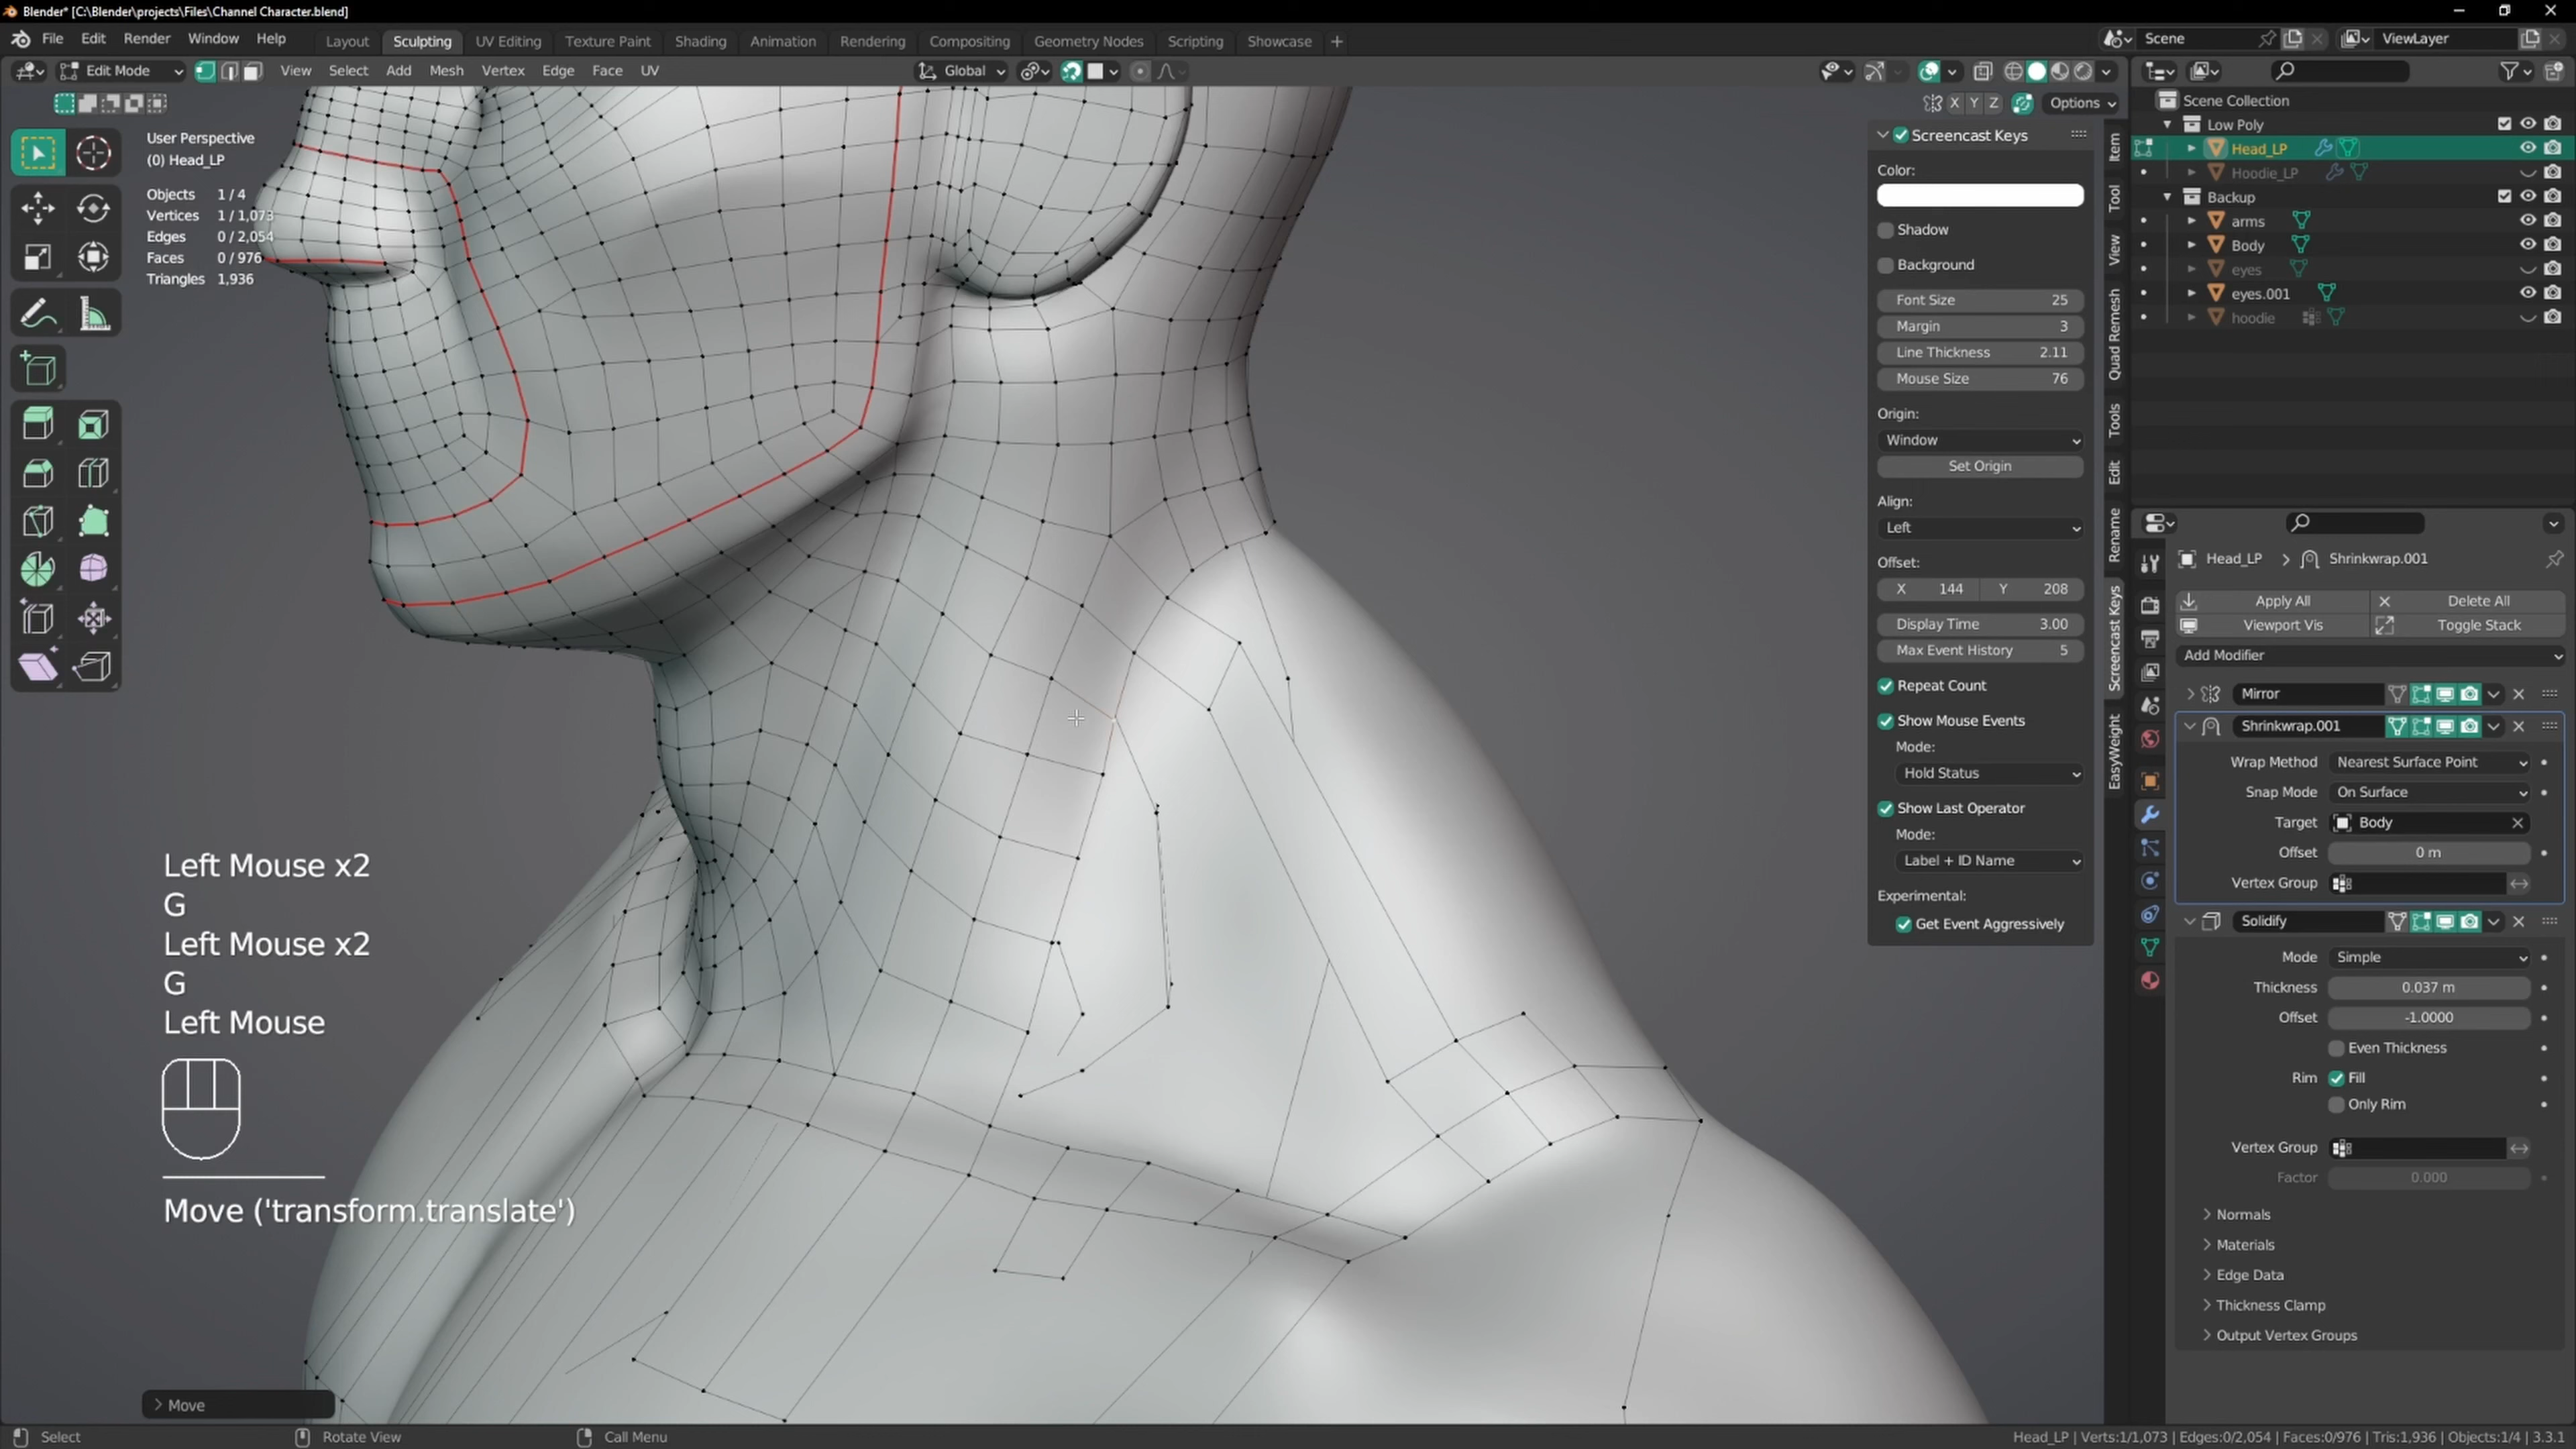 Blender* [C:\Blender\projects\Files\Channel Character.blend]
File Edit Render Window Help Layout Sculpting UV Editing Texture Paint Shading Animation Rendering Compositing Geometry Nodes Scripting Showcase + Scene ViewLayer
Edit Mode View Select Add Mesh Vertex Edge Face UV Global
X Y Z Options
User Perspective
(0) Head_LP
Objects 1 / 4
Vertices 1 / 1,073
Edges 0 / 2,054
Faces 0 / 976
Triangles 1,936
Left Mouse x2
G
Left Mouse x2
G
Left Mouse
Move ('transform.translate')
Move
Screencast Keys
Color:
Shadow
Background
Font Size 25
Margin 3
Line Thickness 2.11
Mouse Size 76
Origin:
Window
Set Origin
Align:
Left
Offset:
X 144 Y 208
Display Time 3.00
Max Event History 5
Repeat Count
Show Mouse Events
Mode:
Hold Status
Show Last Operator
Mode:
Label + ID Name
Experimental:
Get Event Aggressively
Item
Tool
View
Quad Remesh
Tools
Edit
Rename
Screencast Keys
EasyWeight
Scene Collection
Low Poly
Head_LP
Hoodie_LP
Backup
arms
Body
eyes
eyes.001
hoodie
Head_LP > Shrinkwrap.001
Apply All Delete All
Viewport Vis Toggle Stack
Add Modifier
Mirror
Shrinkwrap.001
Wrap Method Nearest Surface Point
Snap Mode On Surface
Target Body
Offset 0 m
Vertex Group
Solidify
Mode Simple
Thickness 0.037 m
Offset -1.0000
Even Thickness
Rim Fill
Only Rim
Vertex Group
Factor 0.000
Normals
Materials
Edge Data
Thickness Clamp
Output Vertex Groups
Select Rotate View Call Menu Head_LP | Verts:1/1,073 | Edges:0/2,054 | Faces:0/976 | Tris:1,936 | Objects:1/4 | 3.3.1